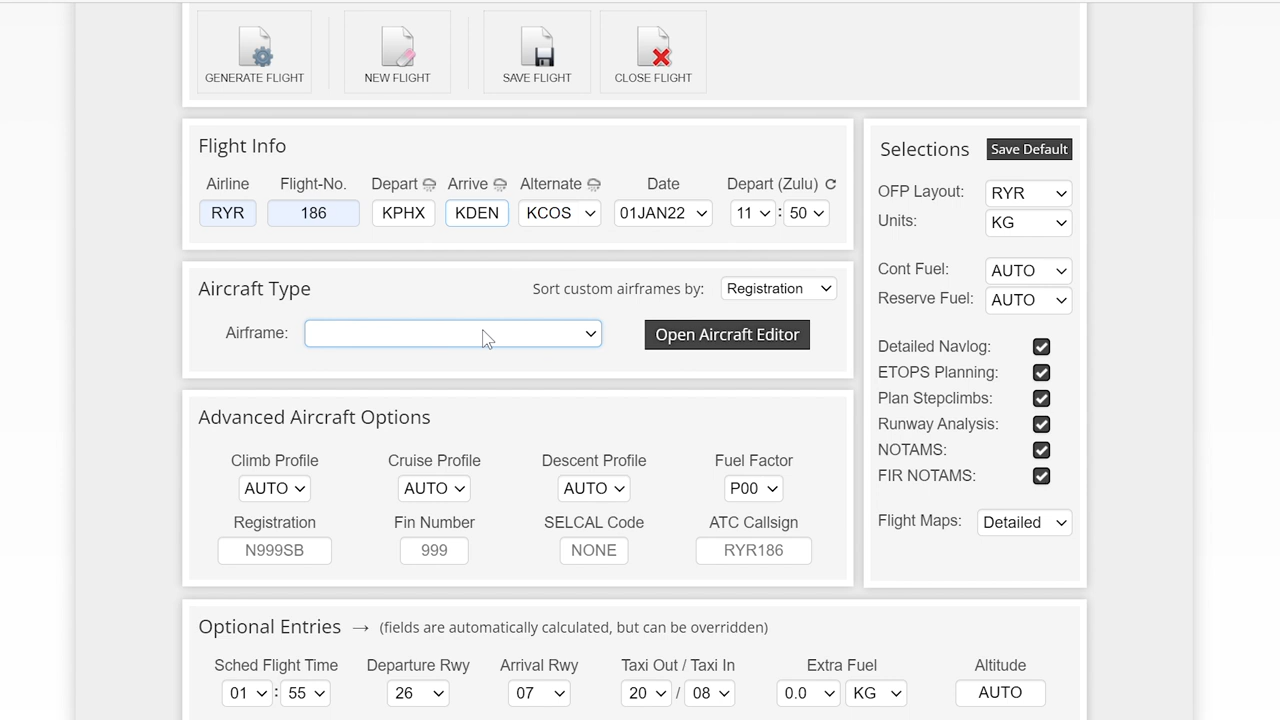 GENERATE FLIGHT NEW FLIGHT SAVE FLIGHT CLOSE FLIGHT
Flight Info
Airline Flight-No. Depart Arrive Alternate Date Depart (Zulu)
RYR 186 KPHX KDEN KCOS 01JAN22 11 : 50
Aircraft Type Sort custom airframes by: Registration
Airframe: Open Aircraft Editor
Advanced Aircraft Options
Climb Profile Cruise Profile Descent Profile Fuel Factor
AUTO AUTO AUTO P00
Registration Fin Number SELCAL Code ATC Callsign
N999SB 999 NONE RYR186
Selections Save Default
OFP Layout: RYR
Units: KG
Cont Fuel: AUTO
Reserve Fuel: AUTO
Detailed Navlog:
ETOPS Planning:
Plan Stepclimbs:
Runway Analysis:
NOTAMS:
FIR NOTAMS:
Flight Maps: Detailed
Optional Entries → (fields are automatically calculated, but can be overridden)
Sched Flight Time Departure Rwy Arrival Rwy Taxi Out / Taxi In Extra Fuel Altitude
01 : 55 26 07 20 / 08 0.0 KG AUTO